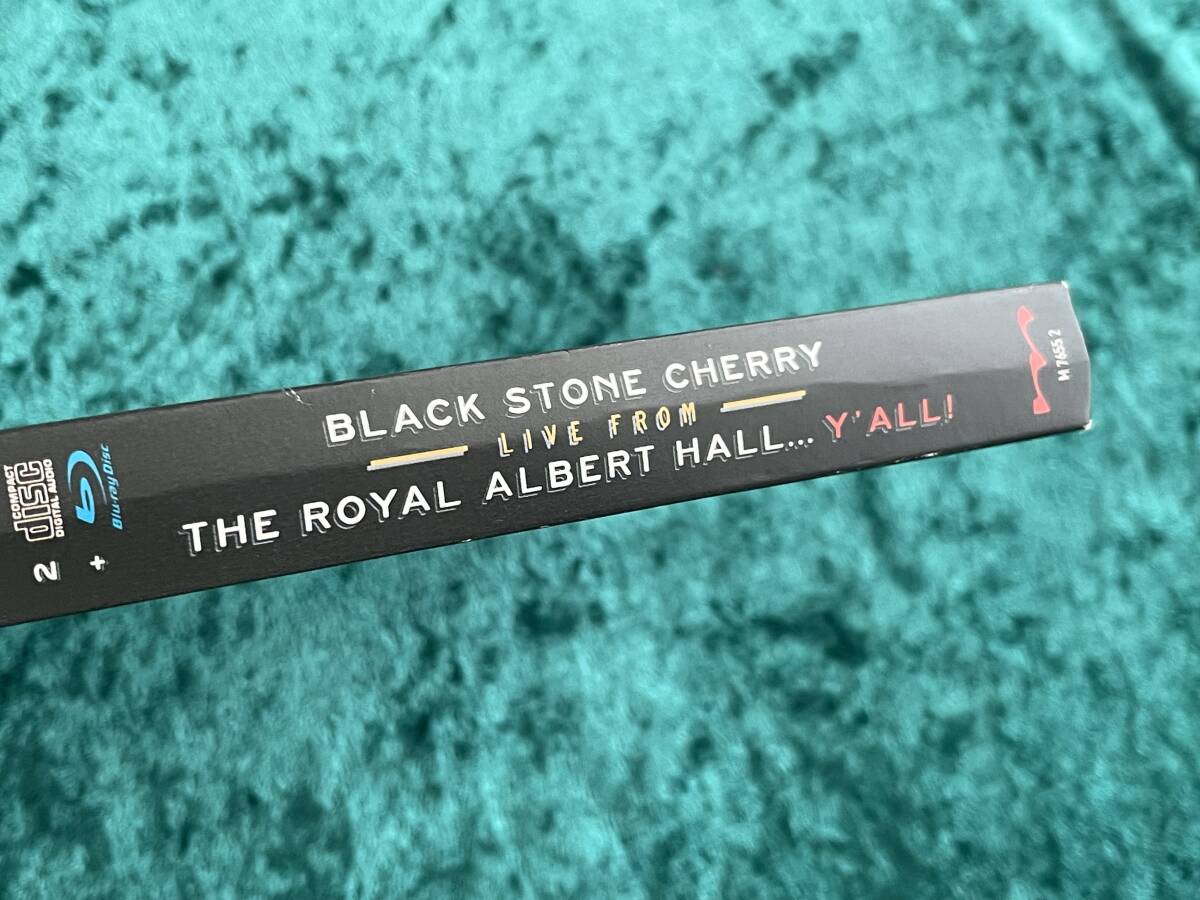 2 COMPACT disc DIGITAL AUDIO
+ Blu-ray Disc
BLACK STONE CHERRY
LIVE FROM
THE ROYAL ALBERT HALL... Y'ALL!
M 7655 2